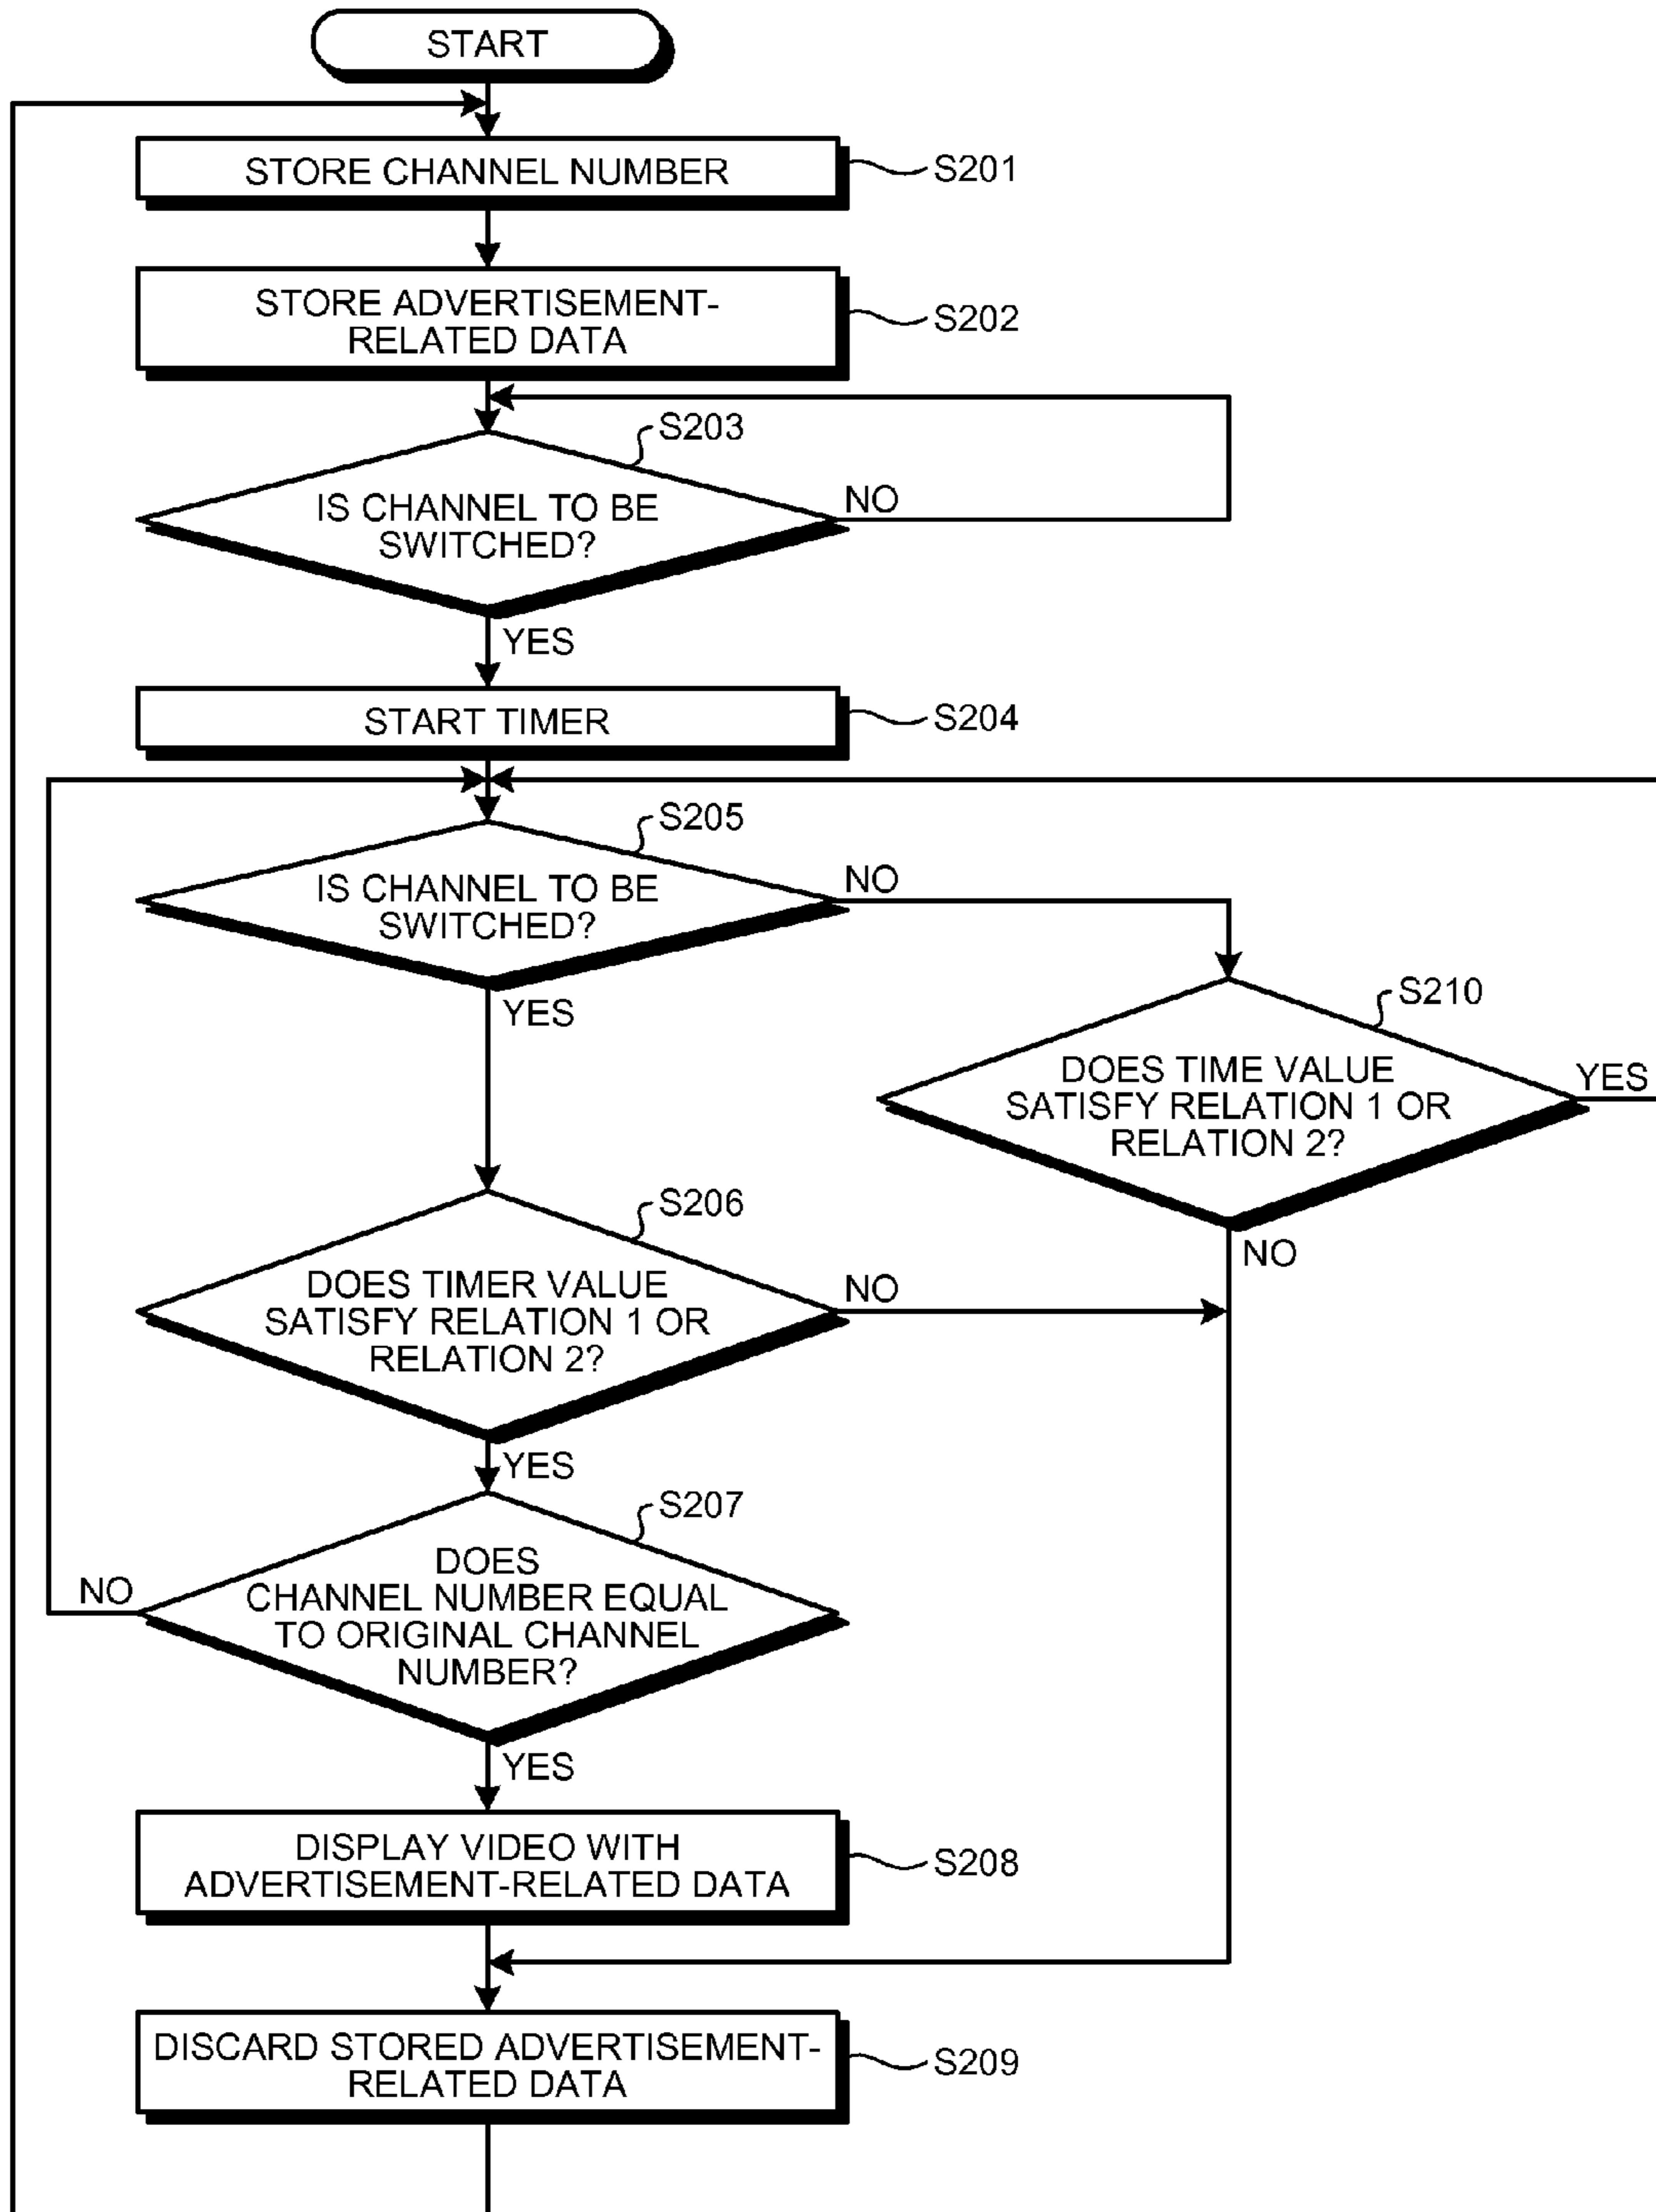 START
STORE CHANNEL NUMBER
S201
STORE ADVERTISEMENT-
RELATED DATA
S202
S203
IS CHANNEL TO BE
SWITCHED?
NO
YES
START TIMER
S204
S205
IS CHANNEL TO BE
SWITCHED?
NO
YES
S210
DOES TIME VALUE
SATISFY RELATION 1 OR
RELATION 2?
YES
NO
S206
DOES TIMER VALUE
SATISFY RELATION 1 OR
RELATION 2?
NO
YES
S207
DOES
CHANNEL NUMBER EQUAL
TO ORIGINAL CHANNEL
NUMBER?
NO
YES
DISPLAY VIDEO WITH
ADVERTISEMENT-RELATED DATA
S208
DISCARD STORED ADVERTISEMENT-
RELATED DATA
S209